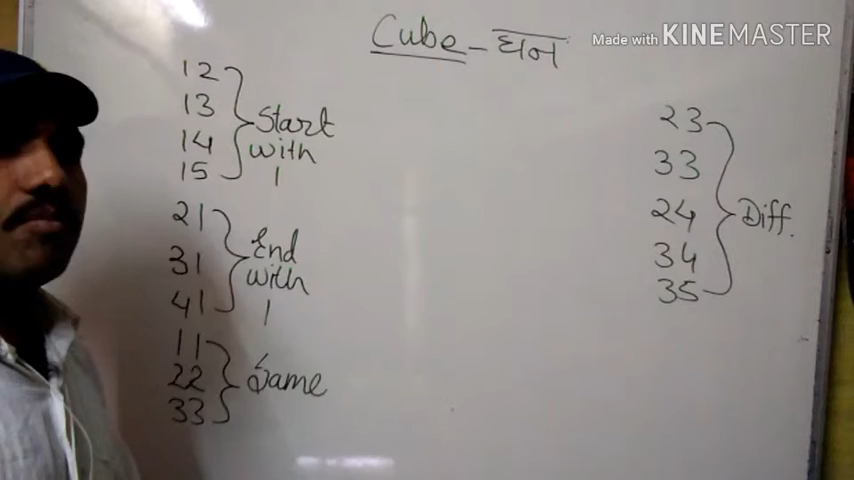 Cube - घन
Made with KINEMASTER
12
13
14
15
Start
with
1
21
31
41
End
with
1
11
22
33
Same
23
33
24
34
35
Diff.